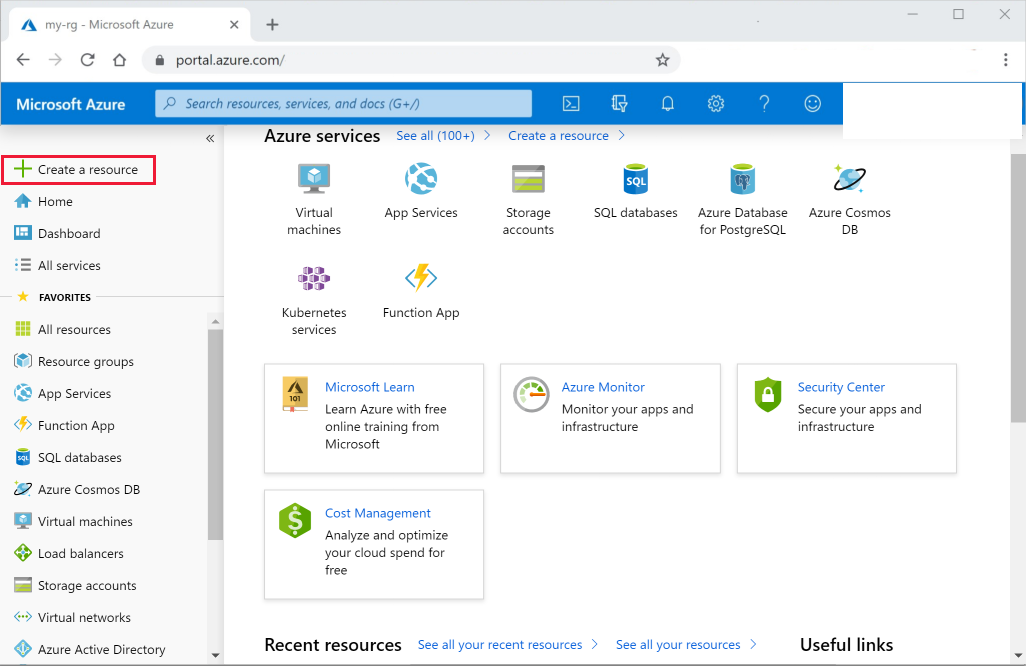 my-rg - Microsoft Azure
portal.azure.com/
Microsoft Azure
Search resources, services, and docs (G+/)
Create a resource
Home
Dashboard
All services
FAVORITES
All resources
Resource groups
App Services
Function App
SQL databases
Azure Cosmos DB
Virtual machines
Load balancers
Storage accounts
Virtual networks
Azure Active Directory
Azure services
See all (100+)
Create a resource
Virtual
machines
App Services
Storage
accounts
SQL
SQL databases
Azure Database
for PostgreSQL
Azure Cosmos
DB
Kubernetes
services
Function App
101
Microsoft Learn
Learn Azure with free
online training from
Microsoft
Azure Monitor
Monitor your apps and
infrastructure
Security Center
Secure your apps and
infrastructure
Cost Management
Analyze and optimize
your cloud spend for
free
Recent resources
See all your recent resources
See all your resources
Useful links